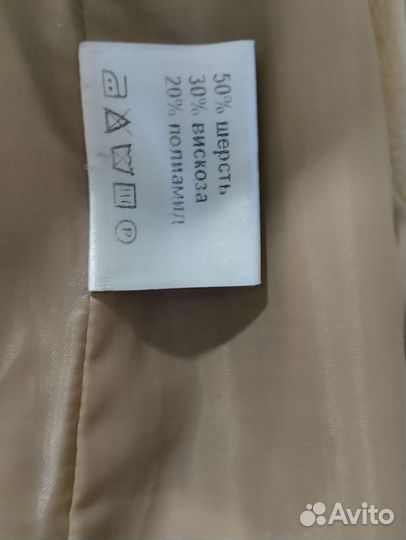 50% шерсть
30% вискоза
20% полиамид
P
Avito